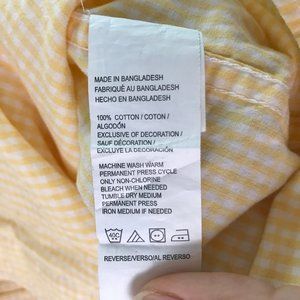 MADE IN BANGLADESH
FABRIQUÉ AU BANGLADESH
HECHO EN BANGLADESH
100% COTTON / COTON /
ALGODÓN
EXCLUSIVE OF DECORATION /
SAUF DÉCORATION /
EXCLUYE LA DECORACIÓN
MACHINE WASH WARM
PERMANENT PRESS CYCLE
ONLY NON-CHLORINE
BLEACH WHEN NEEDED
TUMBLE DRY MEDIUM
PERMANENT PRESS
IRON MEDIUM IF NEEDED
40C
REVERSE/VERSO/AL REVERSO